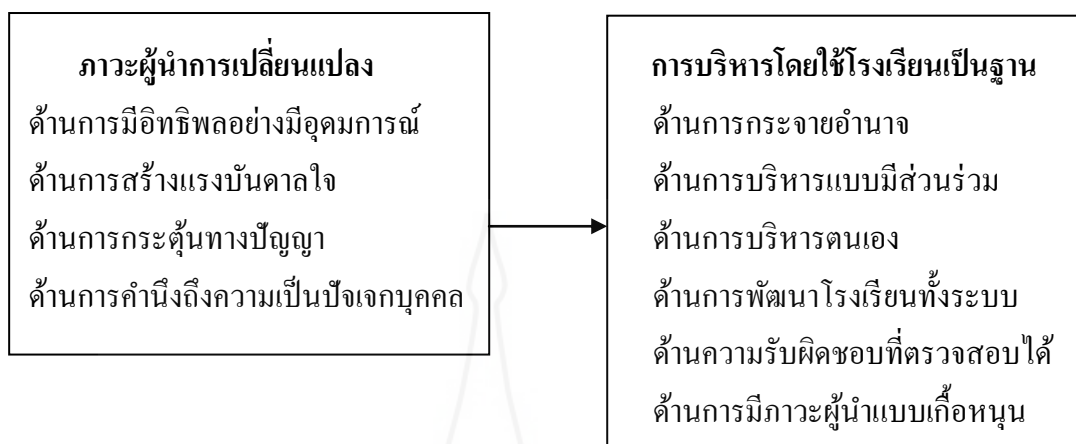 ภาวะผู้นำการเปลี่ยนแปลง
ด้านการมีอิทธิพลอย่างมีอุดมการณ์
ด้านการสร้างแรงบันดาลใจ
ด้านการกระตุ้นทางปัญญา
ด้านการคำนึงถึงความเป็นปัจเจกบุคคล
การบริหารโดยใช้โรงเรียนเป็นฐาน
ด้านการกระจายอำนาจ
ด้านการบริหารแบบมีส่วนร่วม
ด้านการบริหารตนเอง
ด้านการพัฒนาโรงเรียนทั้งระบบ
ด้านความรับผิดชอบที่ตรวจสอบได้
ด้านการมีภาวะผู้นำแบบเกื้อหนุน